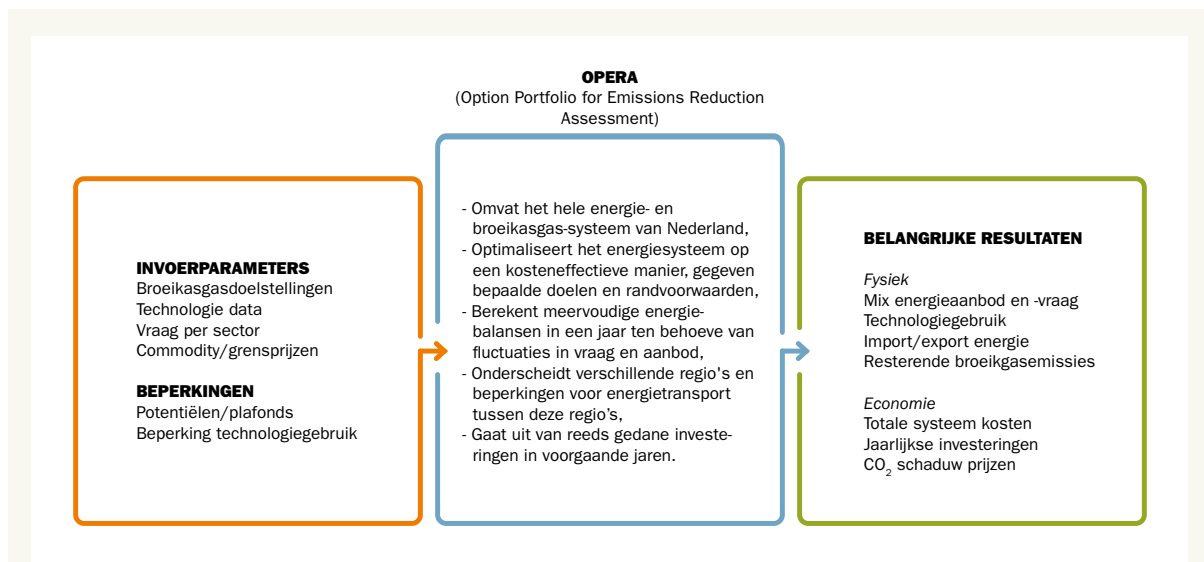 OPERA
(Option Portfolio for Emissions Reduction
Assessment)
INVOERPARAMETERS
Broeikasgasdoelstellingen
Technologie data
Vraag per sector
Commodity/grensprijzen
BEPERKINGEN
Potentiëlen/plafonds
Beperking technologiegebruik
- Omvat het hele energie- en
broeikasgas-systeem van Nederland,
- Optimaliseert het energiesysteem op
een kosteneffectieve manier, gegeven
bepaalde doelen en randvoorwaarden,
- Berekent meervoudige energie-
balansen in een jaar ten behoeve van
fluctuaties in vraag en aanbod,
- Onderscheidt verschillende regio's en
beperkingen voor energietransport
tussen deze regio’s,
- Gaat uit van reeds gedane investe-
ringen in voorgaande jaren.
BELANGRIJKE RESULTATEN
Fysiek
Mix energieaanbod en -vraag
Technologiegebruik
Import/export energie
Resterende broeikgasemissies
Economie
Totale systeem kosten
Jaarlijkse investeringen
CO₂ schaduw prijzen